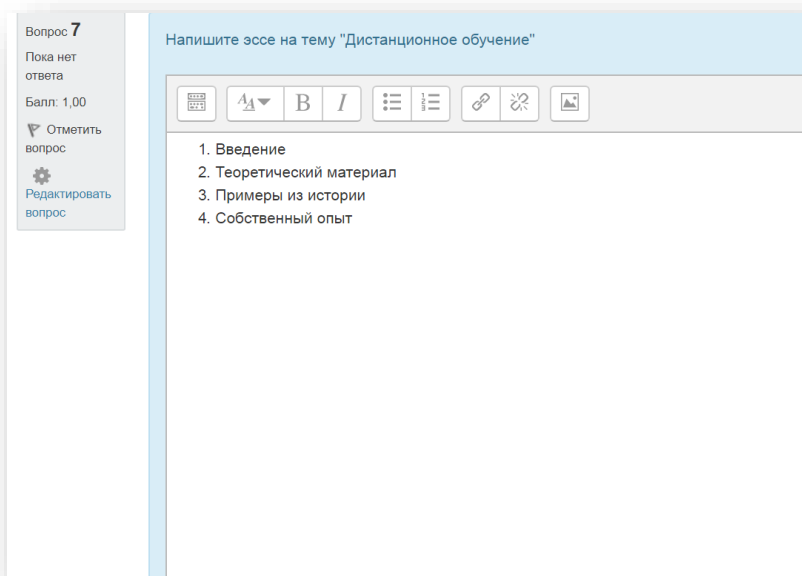 Вопрос 7
Пока нет
ответа
Балл: 1,00
Отметить
вопрос
Редактировать
вопрос
Напишите эссе на тему "Дистанционное обучение"
1. Введение
2. Теоретический материал
3. Примеры из истории
4. Собственный опыт